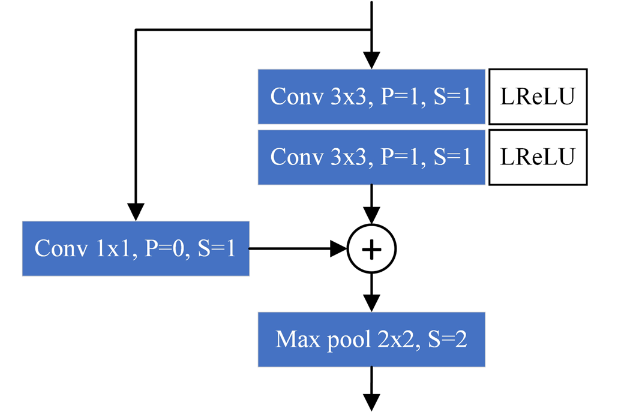 Conv 3x3, P=1, S=1 LReLU
Conv 3x3, P=1, S=1 LReLU
Conv 1x1, P=0, S=1 +
Max pool 2x2, S=2